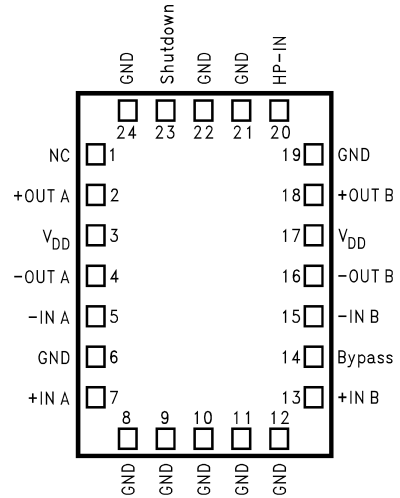 GND Shutdown GND GND HP-IN
24 23 22 21 20
NC 1 19 GND
+OUT A 2 18 +OUT B
VDD 3 17 VDD
-OUT A 4 16 -OUT B
-IN A 5 15 -IN B
GND 6 14 Bypass
+IN A 7 13 +IN B
8 9 10 11 12
GND GND GND GND GND